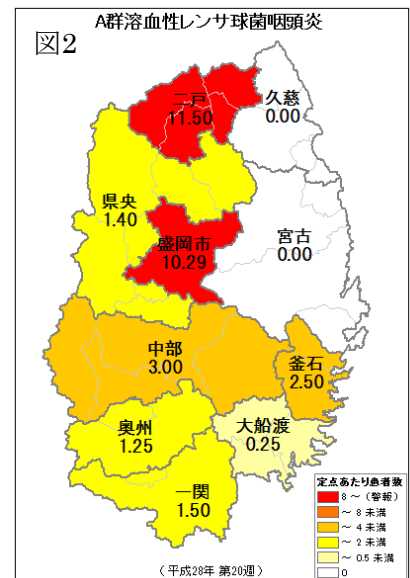 A群溶血性レンサ球菌咽頭炎
図2
二戸
11.50
久慈
0.00
県央
1.40
盛岡市
10.29
宮古
0.00
中部
3.00
釜石
2.50
奥州
1.25
大船渡
0.25
一関
1.50
定点あたり患者数
8 ～ (警報)
～ 8 未満
～ 4 未満
～ 2 未満
～ 0.5 未満
0
(平成28年 第20週)